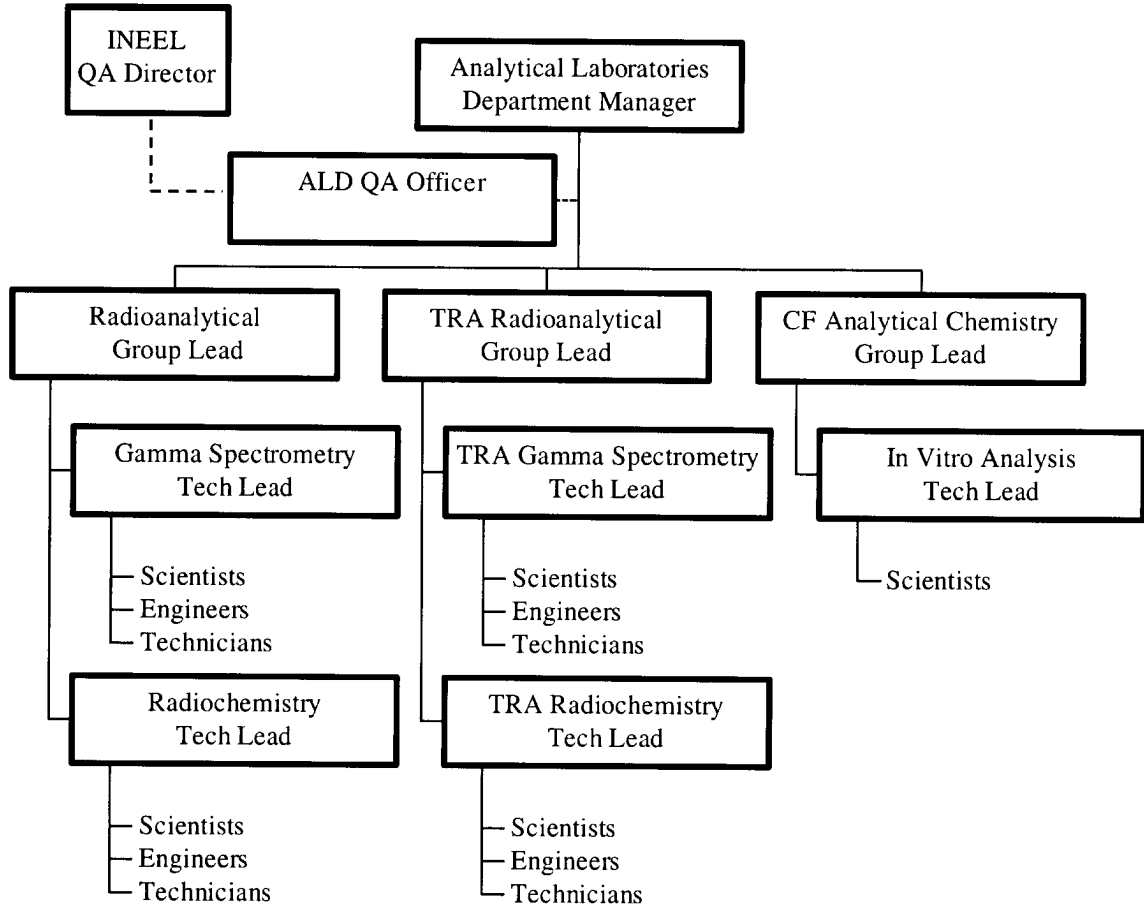 INEEL
QA Director
Analytical Laboratories
Department Manager
ALD QA Officer
Radioanalytical
Group Lead
TRA Radioanalytical
Group Lead
CF Analytical Chemistry
Group Lead
Gamma Spectrometry
Tech Lead
TRA Gamma Spectrometry
Tech Lead
In Vitro Analysis
Tech Lead
Scientists
Engineers
Technicians
Scientists
Engineers
Technicians
Scientists
Radiochemistry
Tech Lead
TRA Radiochemistry
Tech Lead
Scientists
Engineers
Technicians
Scientists
Engineers
Technicians